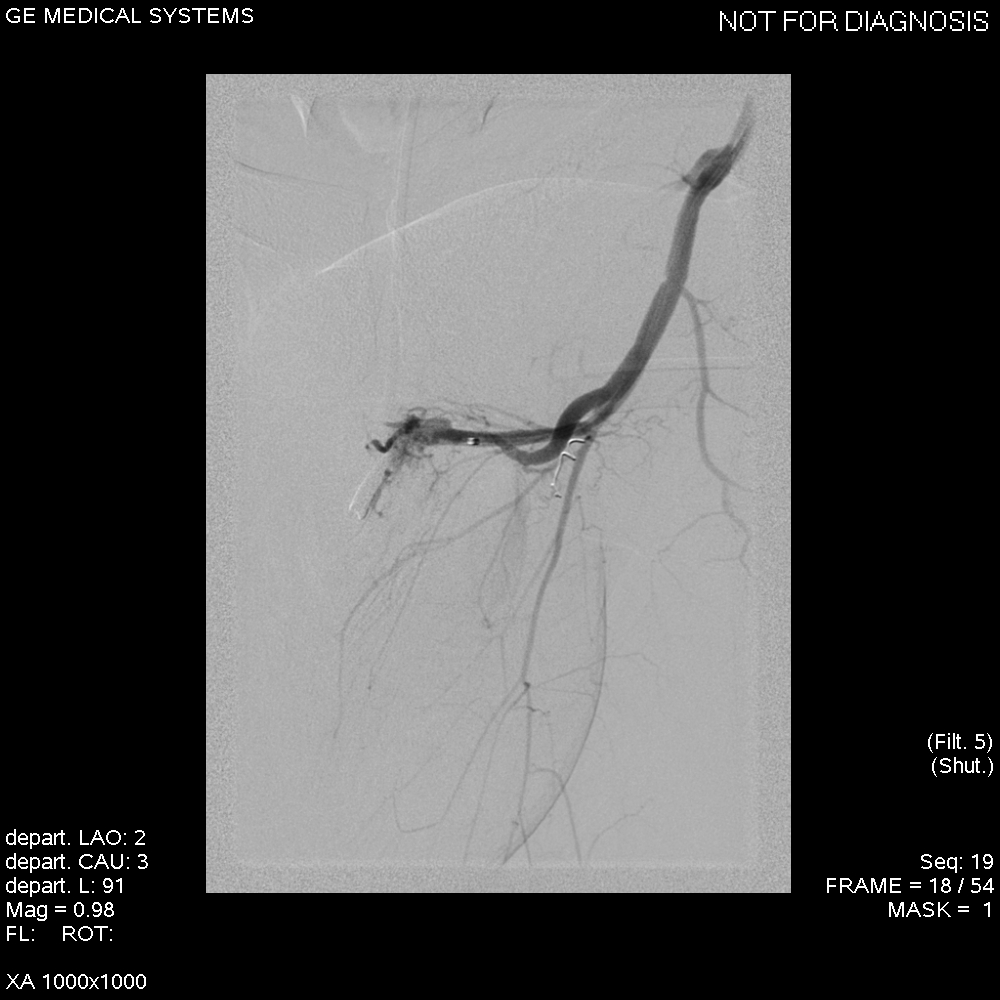 GE MEDICAL SYSTEMS
NOT FOR DIAGNOSIS
(Filt. 5)
(Shut.)
depart. LAO: 2
depart. CAU: 3
depart. L: 91
Mag = 0.98
FL: ROT:
XA 1000x1000
Seq: 19
FRAME = 18 / 54
MASK = 1